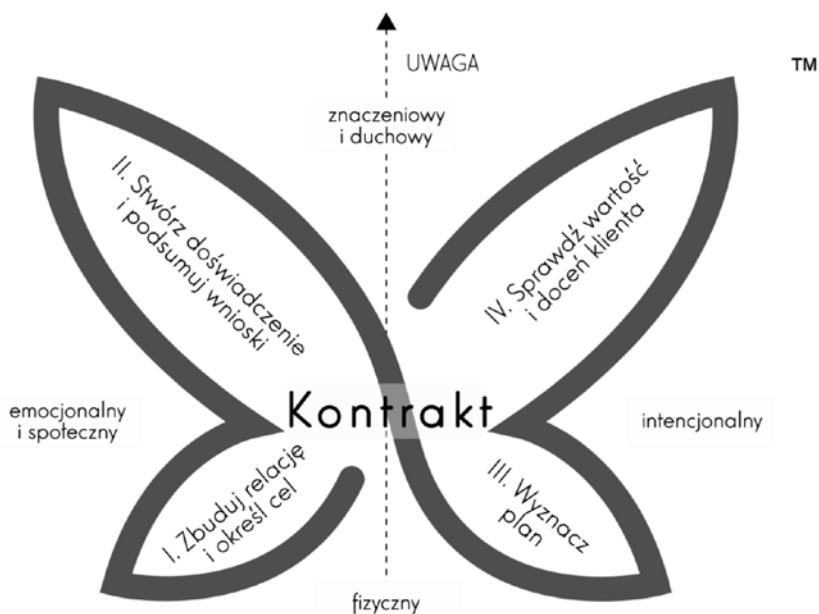 UWAGA
TM
znaczeniowy
i duchowy
II. Stwórz doświadczenie
i podsumuj wnioski
IV. Sprawdź wartość
i doceń klienta
emocjonalny
i społeczny
Kontrakt
intencjonalny
I. Zbuduj relację
i określ cel
III. Wyznacz
plan
fizyczny